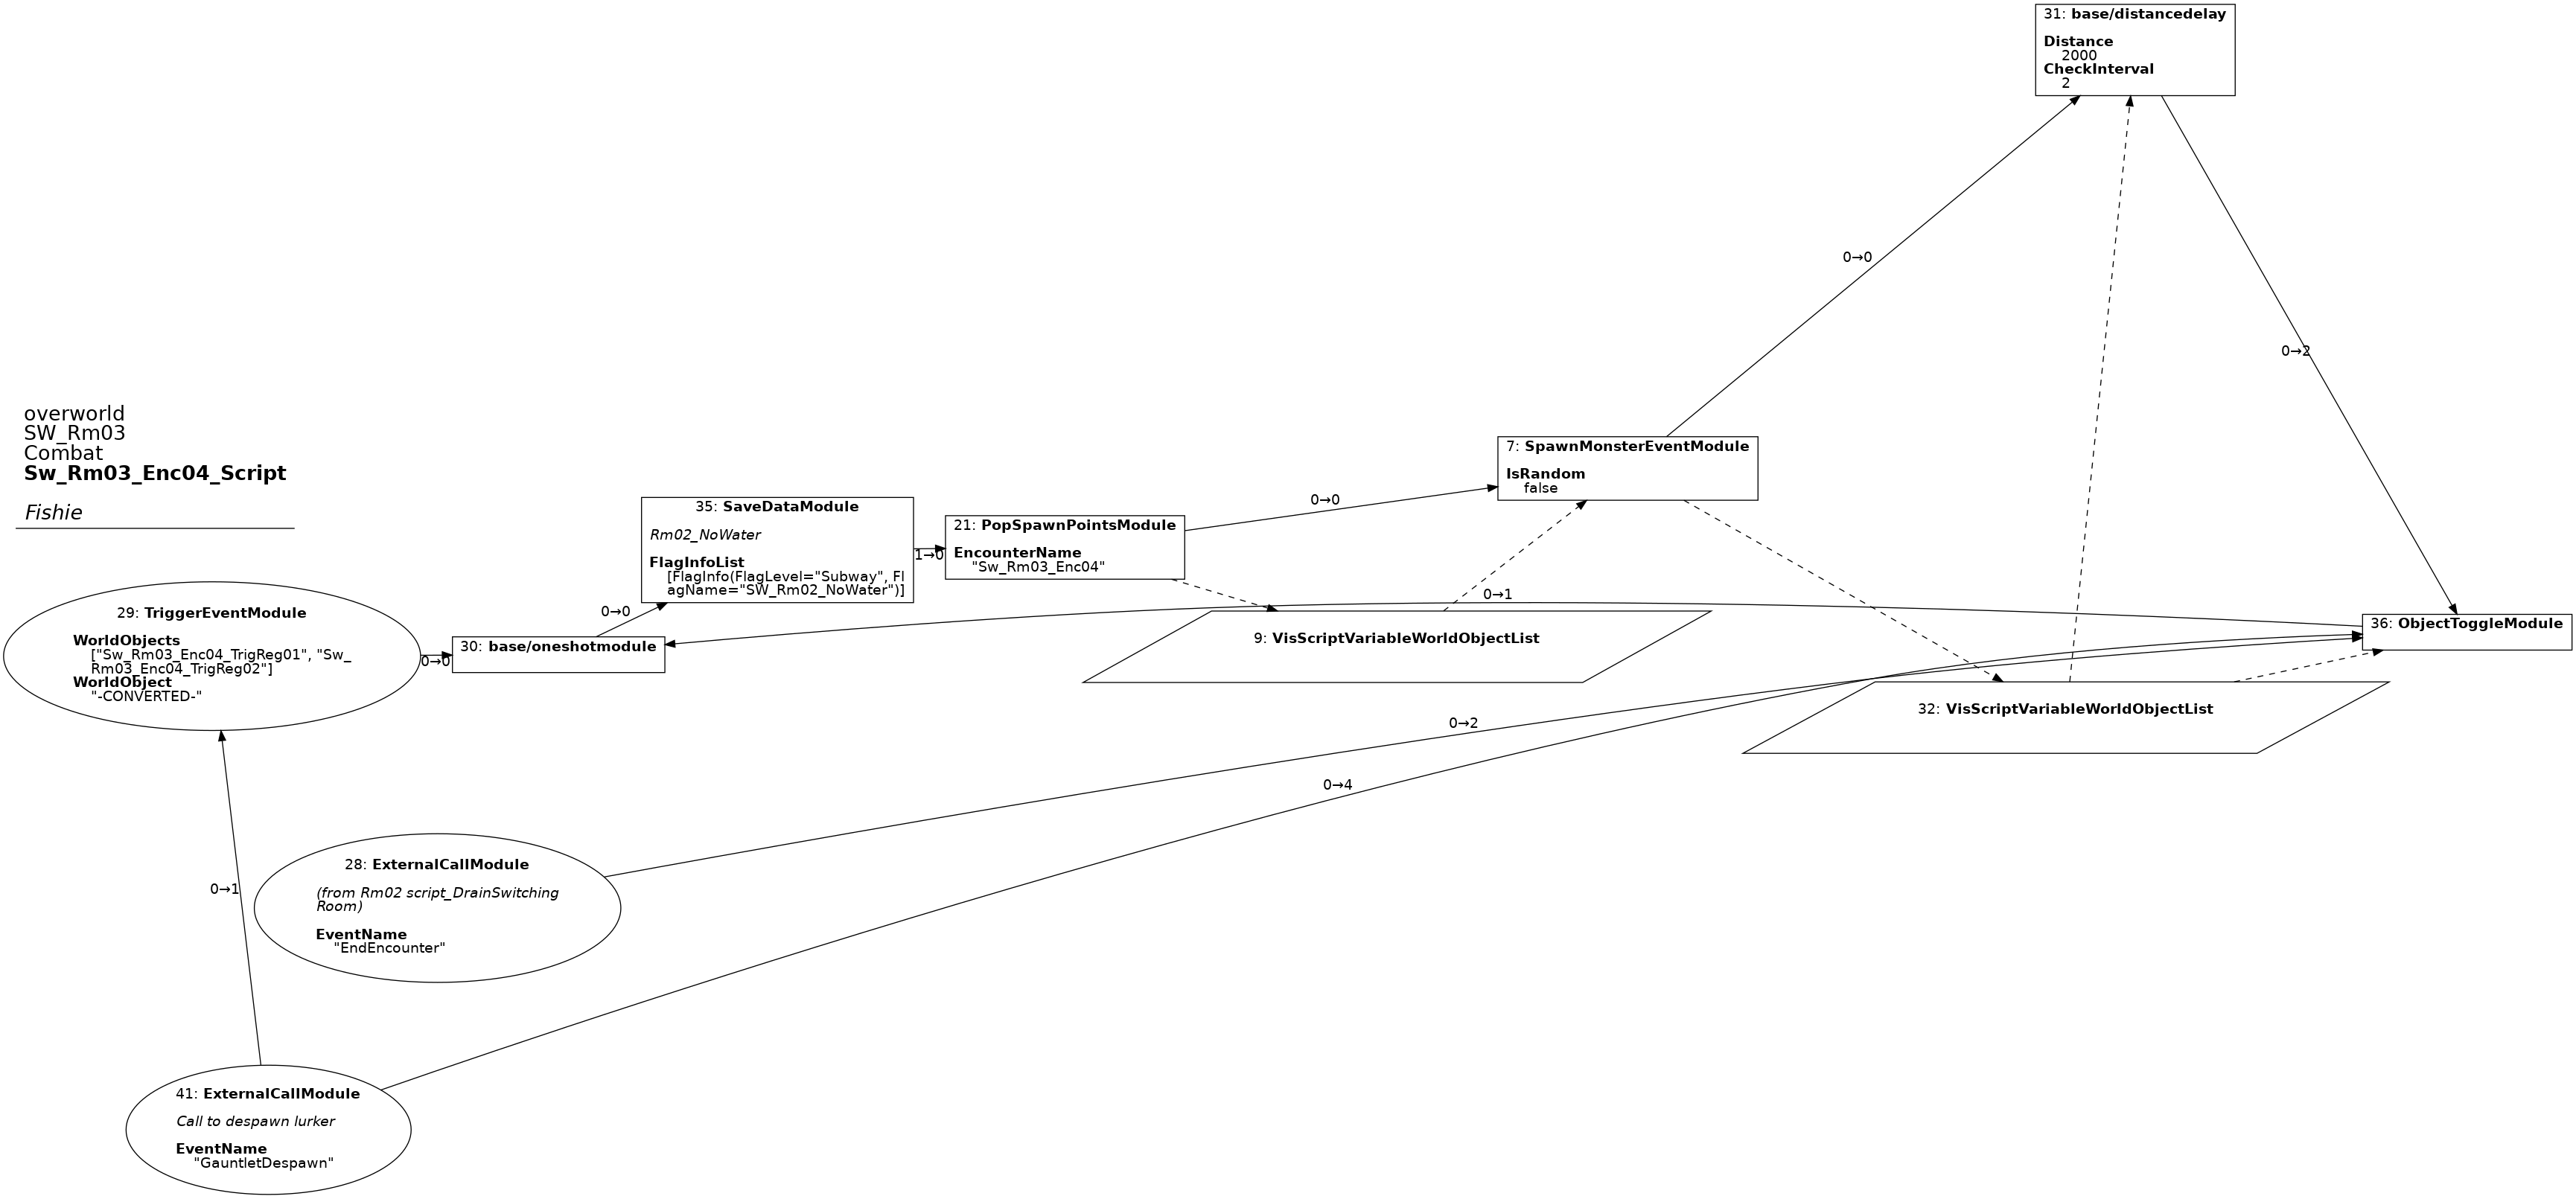 31: base/distancedelay
Distance
2000
CheckInterval
2
0→0
0→2
overworld
SW_Rm03
Combat
Sw_Rm03_Enc04_Script
Fishie
7: SpawnMonsterEventModule
IsRandom
false
0→0
35: SaveDataModule
Rm02_NoWater
FlagInfoList
[FlagInfo(FlagLevel="Subway", Fl
agName="SW_Rm02_NoWater")]
1→0
21: PopSpawnPointsModule
EncounterName
"Sw_Rm03_Enc04"
0→1
0→0
29: TriggerEventModule
WorldObjects
["Sw_Rm03_Enc04_TrigReg01", "Sw_
Rm03_Enc04_TrigReg02"]
WorldObject
"-CONVERTED-"
0→0
30: base/oneshotmodule
9: VisScriptVariableWorldObjectList
36: ObjectToggleModule
32: VisScriptVariableWorldObjectList
0→2
0→4
28: ExternalCallModule
(from Rm02 script_DrainSwitching
Room)
EventName
"EndEncounter"
0→1
41: ExternalCallModule
Call to despawn lurker
EventName
"GauntletDespawn"